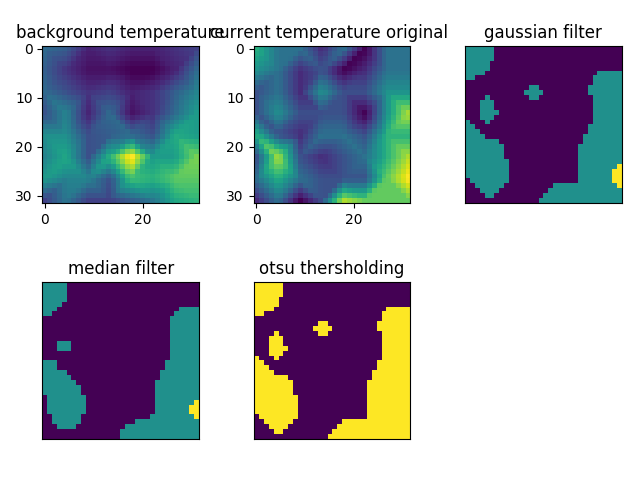 background temperature
current temperature original
gaussian filter
0
10
20
30
0
20
0
10
20
30
0
20
median filter
otsu thersholding